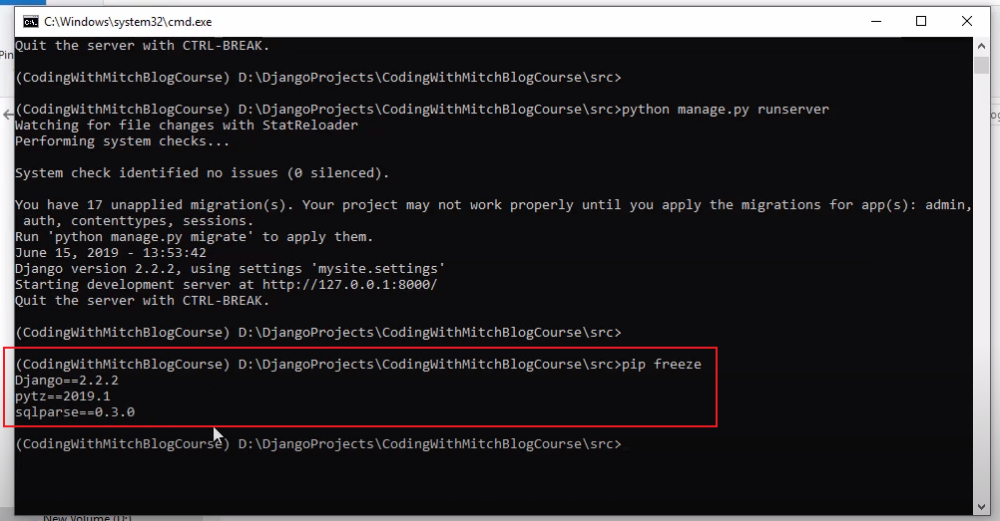 C:\Windows\system32\cmd.exe
Quit the server with CTRL-BREAK.
(CodingWithMitchBlogCourse) D:\DjangoProjects\CodingWithMitchBlogCourse\src>
(CodingWithMitchBlogCourse) D:\DjangoProjects\CodingWithMitchBlogCourse\src>python manage.py runserver
Watching for file changes with StatReloader
Performing system checks...
System check identified no issues (0 silenced).
You have 17 unapplied migration(s). Your project may not work properly until you apply the migrations for app(s): admin,
auth, contenttypes, sessions.
Run 'python manage.py migrate' to apply them.
June 15, 2019 - 13:53:42
Django version 2.2.2, using settings 'mysite.settings'
Starting development server at http://127.0.0.1:8000/
Quit the server with CTRL-BREAK.
(CodingWithMitchBlogCourse) D:\DjangoProjects\CodingWithMitchBlogCourse\src>
(CodingWithMitchBlogCourse) D:\DjangoProjects\CodingWithMitchBlogCourse\src>pip freeze
Django==2.2.2
pytz==2019.1
sqlparse==0.3.0
(CodingWithMitchBlogCourse) D:\DjangoProjects\CodingWithMitchBlogCourse\src>
New Volume (D:)